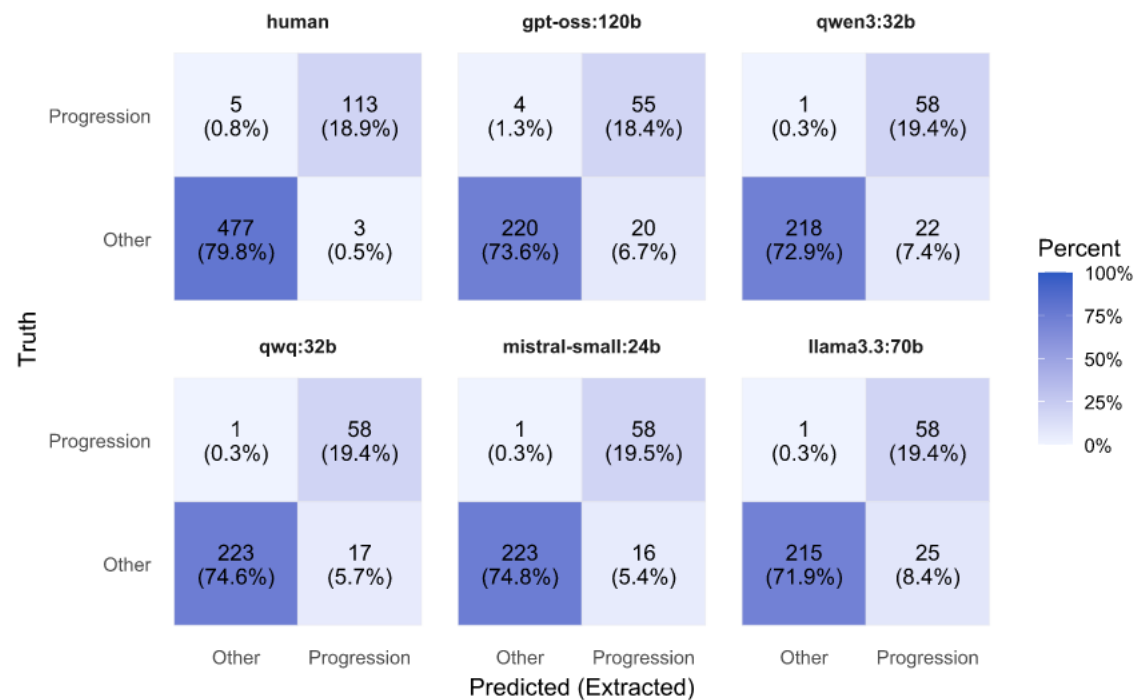 human
gpt-oss:120b
qwen3:32b
Progression
5
(0.8%)
113
(18.9%)
4
(1.3%)
55
(18.4%)
1
(0.3%)
58
(19.4%)
Other
477
(79.8%)
3
(0.5%)
220
(73.6%)
20
(6.7%)
218
(72.9%)
22
(7.4%)
Truth
qwq:32b
mistral-small:24b
llama3.3:70b
Progression
1
(0.3%)
58
(19.4%)
1
(0.3%)
58
(19.5%)
1
(0.3%)
58
(19.4%)
Other
223
(74.6%)
17
(5.7%)
223
(74.8%)
16
(5.4%)
215
(71.9%)
25
(8.4%)
Other
Progression
Other
Progression
Other
Progression
Predicted (Extracted)
Percent
100%
75%
50%
25%
0%